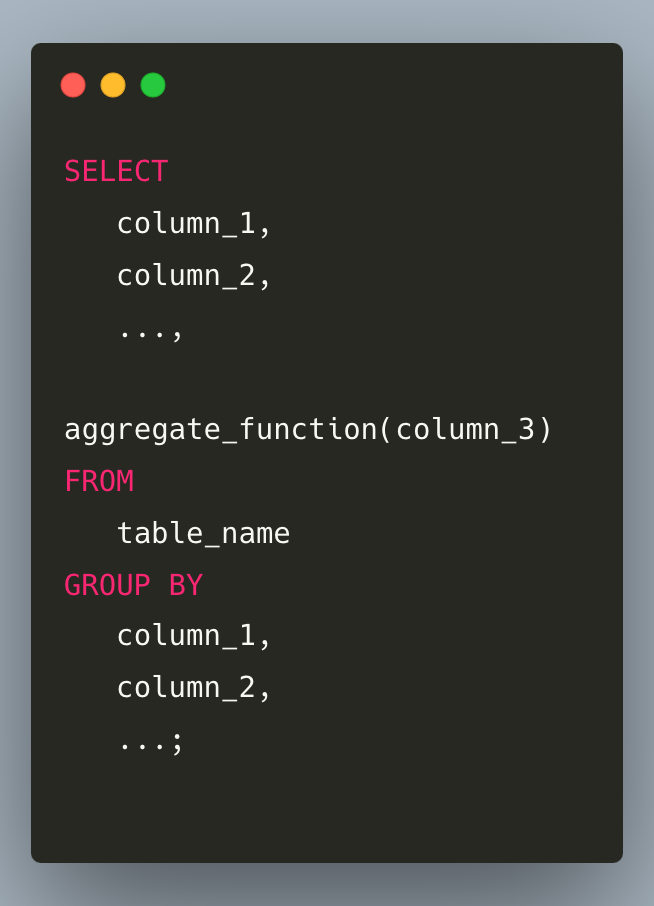 SELECT
column_1,
column_2,
...,
aggregate_function(column_3)
FROM
table_name
GROUP BY
column_1,
column_2,
...;